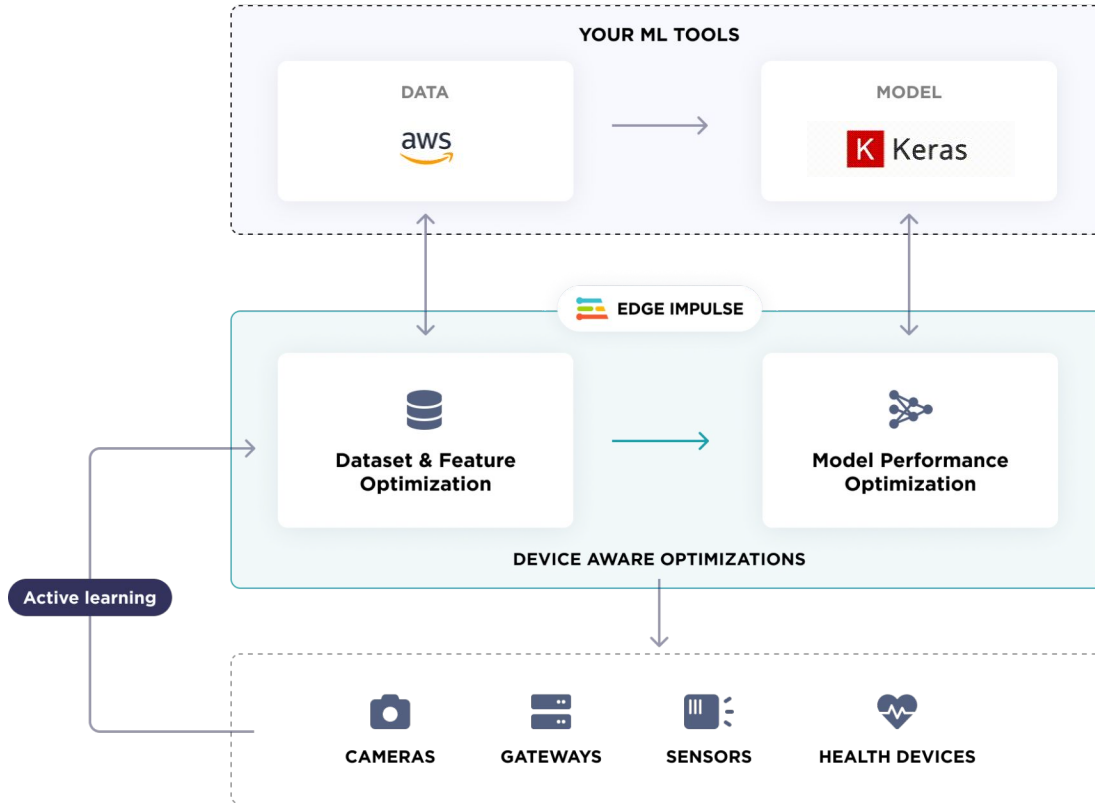 YOUR ML TOOLS
DATA
MODEL
aws
K Keras
EDGE IMPULSE
Dataset & Feature
Optimization
Model Performance
Optimization
DEVICE AWARE OPTIMIZATIONS
Active learning
CAMERAS
GATEWAYS
SENSORS
HEALTH DEVICES